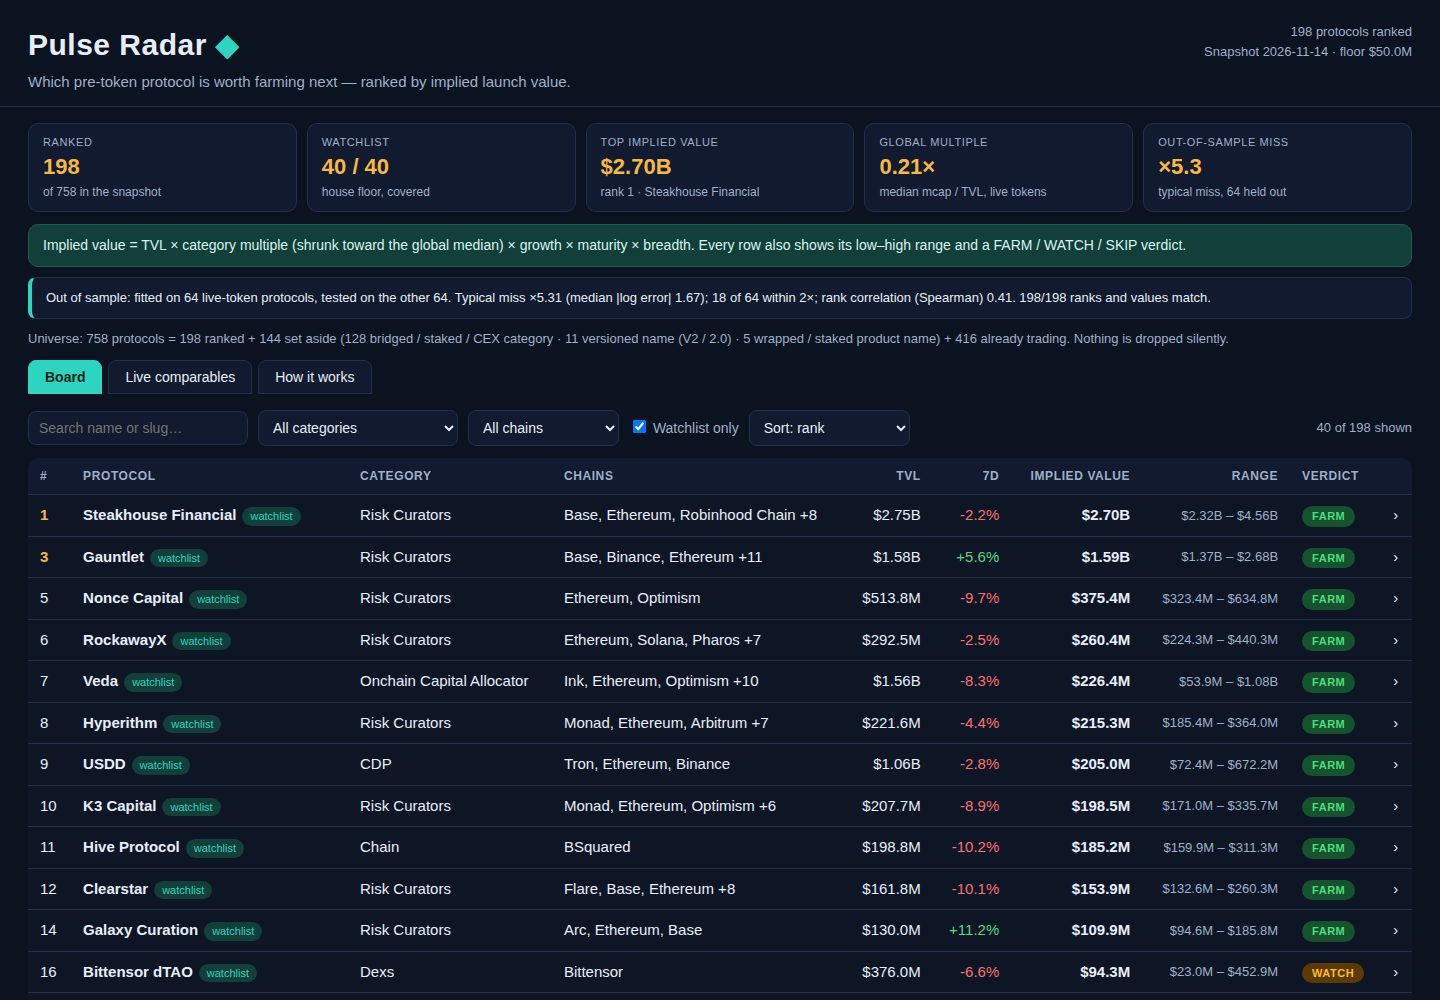 Pulse Radar
198 protocols ranked
Snapshot 2026-11-14 · floor $50.0M
Which pre-token protocol is worth farming next — ranked by implied launch value.
RANKED
198
of 758 in the snapshot
WATCHLIST
40 / 40
house floor, covered
TOP IMPLIED VALUE
$2.70B
rank 1 · Steakhouse Financial
GLOBAL MULTIPLE
0.21×
median mcap / TVL, live tokens
OUT-OF-SAMPLE MISS
×5.3
typical miss, 64 held out
Implied value = TVL × category multiple (shrunk toward the global median) × growth × maturity × breadth. Every row also shows its low–high range and a FARM / WATCH / SKIP verdict.
Out of sample: fitted on 64 live-token protocols, tested on the other 64. Typical miss ×5.31 (median |log error| 1.67); 18 of 64 within 2×; rank correlation (Spearman) 0.41. 198/198 ranks and values match.
Universe: 758 protocols = 198 ranked + 144 set aside (128 bridged / staked / CEX category · 11 versioned name (V2 / 2.0) · 5 wrapped / staked product name) + 416 already trading. Nothing is dropped silently.
Board Live comparables How it works
Search name or slug… All categories All chains Watchlist only Sort: rank 40 of 198 shown
# PROTOCOL CATEGORY CHAINS TVL 7D IMPLIED VALUE RANGE VERDICT
1 Steakhouse Financial watchlist Risk Curators Base, Ethereum, Robinhood Chain +8 $2.75B -2.2% $2.70B $2.32B – $4.56B FARM ›
3 Gauntlet watchlist Risk Curators Base, Binance, Ethereum +11 $1.58B +5.6% $1.59B $1.37B – $2.68B FARM ›
5 Nonce Capital watchlist Risk Curators Ethereum, Optimism $513.8M -9.7% $375.4M $323.4M – $634.8M FARM ›
6 RockawayX watchlist Risk Curators Ethereum, Solana, Pharos +7 $292.5M -2.5% $260.4M $224.3M – $440.3M FARM ›
7 Veda watchlist Onchain Capital Allocator Ink, Ethereum, Optimism +10 $1.56B -8.3% $226.4M $53.9M – $1.08B FARM ›
8 Hyperithm watchlist Risk Curators Monad, Ethereum, Arbitrum +7 $221.6M -4.4% $215.3M $185.4M – $364.0M FARM ›
9 USDD watchlist CDP Tron, Ethereum, Binance $1.06B -2.8% $205.0M $72.4M – $672.2M FARM ›
10 K3 Capital watchlist Risk Curators Monad, Ethereum, Optimism +6 $207.7M -8.9% $198.5M $171.0M – $335.7M FARM ›
11 Hive Protocol watchlist Chain BSquared $198.8M -10.2% $185.2M $159.9M – $311.3M FARM ›
12 Clearstar watchlist Risk Curators Flare, Base, Ethereum +8 $161.8M -10.1% $153.9M $132.6M – $260.3M FARM ›
14 Galaxy Curation watchlist Risk Curators Arc, Ethereum, Base $130.0M +11.2% $109.9M $94.6M – $185.8M FARM ›
16 Bittensor dTAO watchlist Dexs Bittensor $376.0M -6.6% $94.3M $23.0M – $452.9M WATCH ›